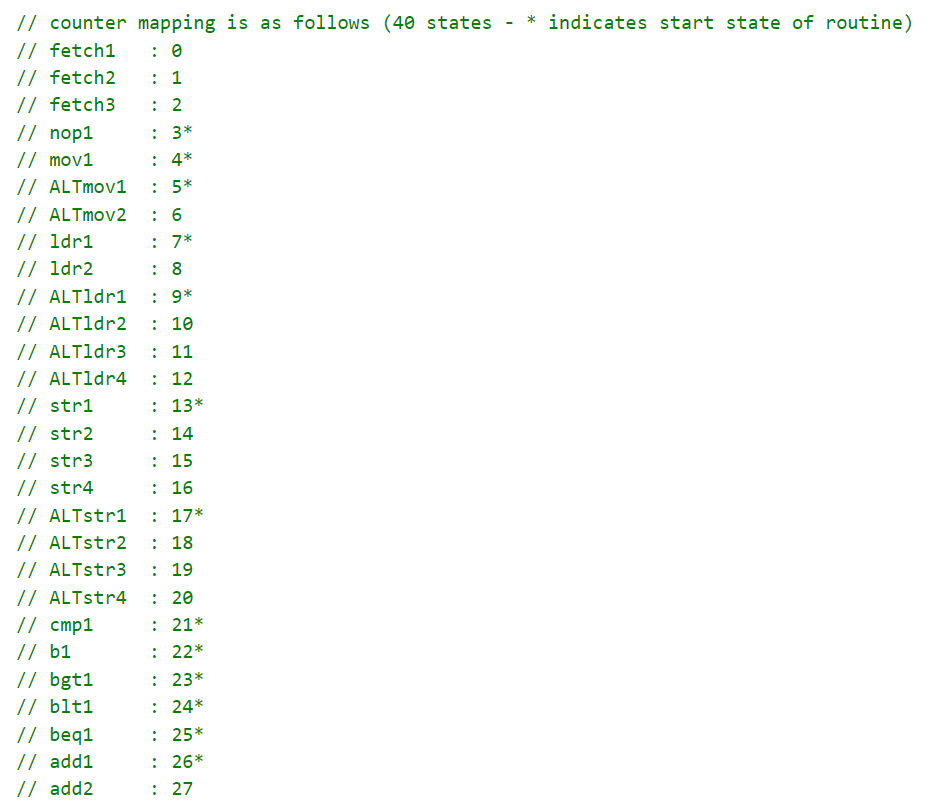 // counter mapping is as follows (40 states - * indicates start state of routine)
// fetch1   : 0
// fetch2   : 1
// fetch3   : 2
// nop1     : 3*
// mov1     : 4*
// ALTmov1  : 5*
// ALTmov2  : 6
// ldr1     : 7*
// ldr2     : 8
// ALTldr1  : 9*
// ALTldr2  : 10
// ALTldr3  : 11
// ALTldr4  : 12
// str1     : 13*
// str2     : 14
// str3     : 15
// str4     : 16
// ALTstr1  : 17*
// ALTstr2  : 18
// ALTstr3  : 19
// ALTstr4  : 20
// cmp1     : 21*
// b1       : 22*
// bgt1     : 23*
// blt1     : 24*
// beq1     : 25*
// add1     : 26*
// add2     : 27